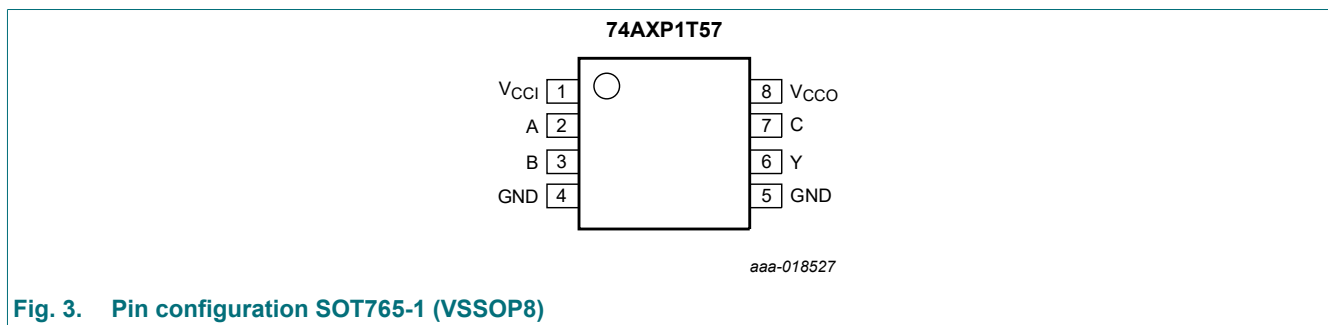 74AXP1T57
VCCI 1 8 VCCO
A 2 7 C
B 3 6 Y
GND 4 5 GND
aaa-018527
Fig. 3. Pin configuration SOT765-1 (VSSOP8)